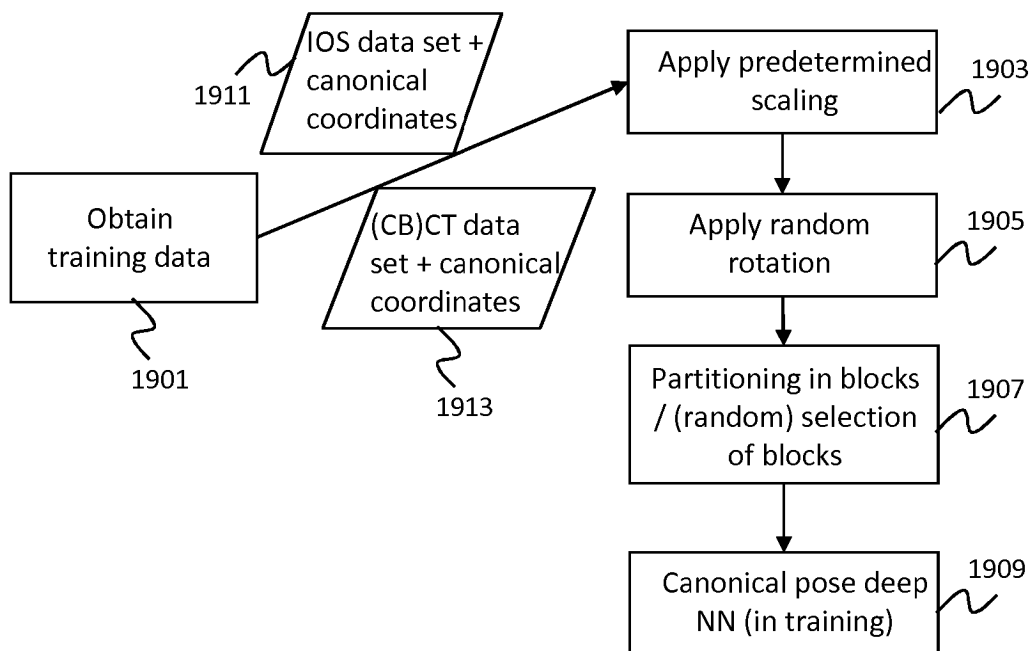 IOS data set +
canonical
coordinates
1911
Apply predetermined
scaling
1903
Obtain
training data
1901
(CB)CT data
set + canonical
coordinates
1913
Apply random
rotation
1905
Partitioning in blocks
/ (random) selection
of blocks
1907
Canonical pose deep
NN (in training)
1909